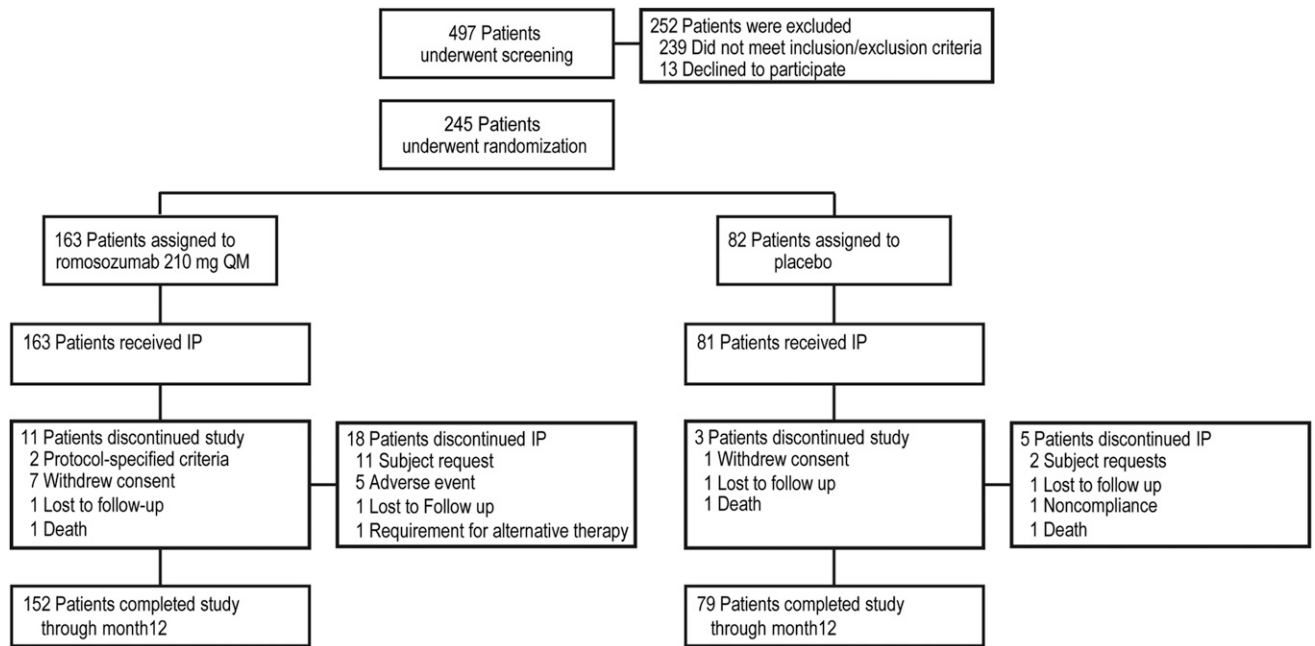 497 Patients
underwent screening
252 Patients were excluded
239 Did not meet inclusion/exclusion criteria
13 Declined to participate
245 Patients
underwent randomization
163 Patients assigned to
romosozumab 210 mg QM
82 Patients assigned to
placebo
163 Patients received IP
81 Patients received IP
11 Patients discontinued study
2 Protocol-specified criteria
7 Withdrew consent
1 Lost to follow-up
1 Death
18 Patients discontinued IP
11 Subject request
5 Adverse event
1 Lost to Follow up
1 Requirement for alternative therapy
3 Patients discontinued study
1 Withdrew consent
1 Lost to follow up
1 Death
5 Patients discontinued IP
2 Subject requests
1 Lost to follow up
1 Noncompliance
1 Death
152 Patients completed study
through month12
79 Patients completed study
through month12